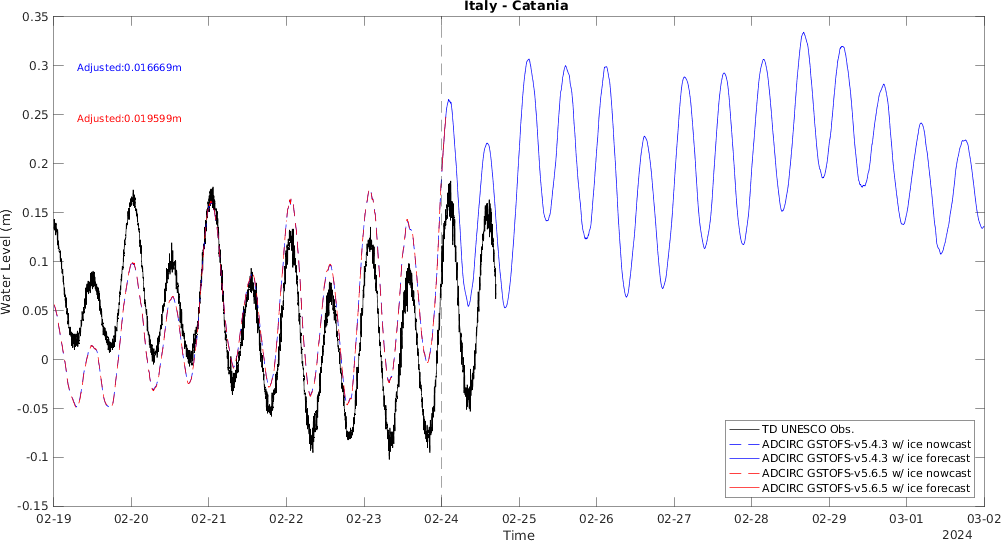 Italy - Catania
0.35
0.3
0.25
0.2
0.15
0.1
0.05
0
-0.05
-0.1
-0.15
Water Level (m)
Adjusted:0.016669m
Adjusted:0.019599m
TD UNESCO Obs.
ADCIRC GSTOFS-v5.4.3 w/ ice nowcast
ADCIRC GSTOFS-v5.4.3 w/ ice forecast
ADCIRC GSTOFS-v5.6.5 w/ ice nowcast
ADCIRC GSTOFS-v5.6.5 w/ ice forecast
02-19 02-20 02-21 02-22 02-23 02-24 02-25 02-26 02-27 02-28 02-29 03-01 03-02
Time
2024